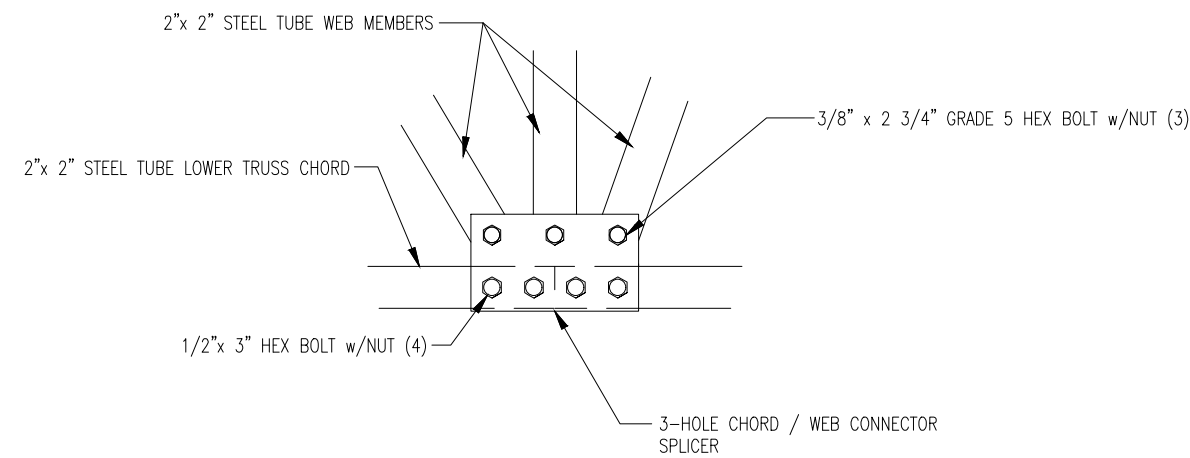 2”x 2” STEEL TUBE WEB MEMBERS
3/8” x 2 3/4” GRADE 5 HEX BOLT w/NUT (3)
2”x 2” STEEL TUBE LOWER TRUSS CHORD
1/2”x 3” HEX BOLT w/NUT (4)
3-HOLE CHORD / WEB CONNECTOR
SPLICER